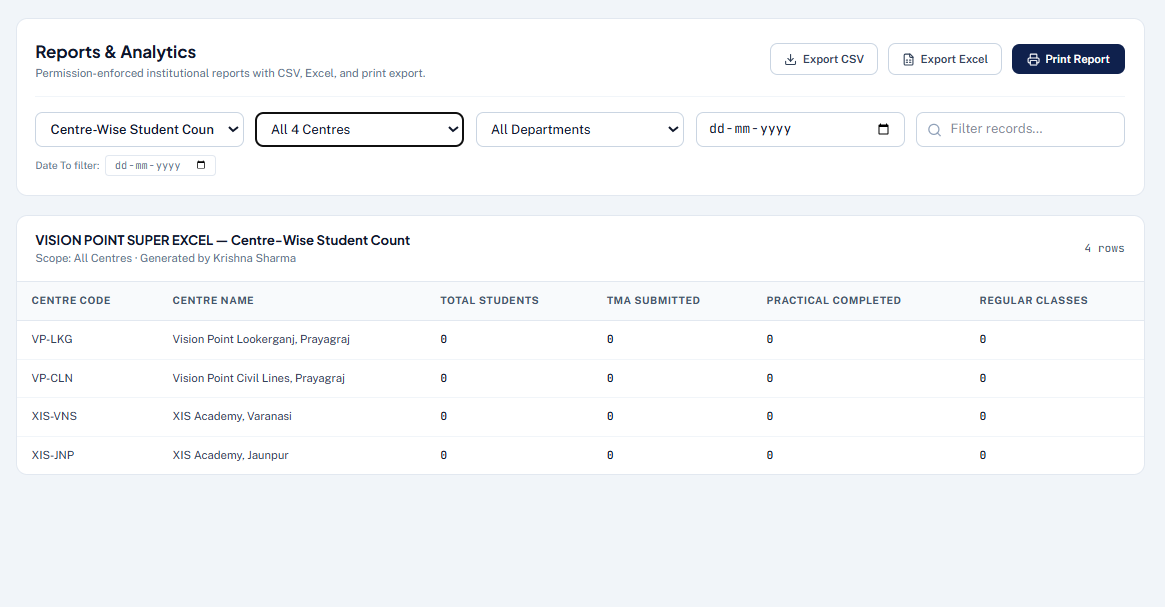 Reports & Analytics
Permission-enforced institutional reports with CSV, Excel, and print export.
Export CSV
Export Excel
Print Report
Centre-Wise Student Coun
All 4 Centres
All Departments
dd-mm-yyyy
Filter records...
Date To filter: dd-mm-yyyy
VISION POINT SUPER EXCEL — Centre-Wise Student Count
Scope: All Centres · Generated by Krishna Sharma
4 rows
CENTRE CODE CENTRE NAME TOTAL STUDENTS TMA SUBMITTED PRACTICAL COMPLETED REGULAR CLASSES
VP-LKG Vision Point Lookerganj, Prayagraj 0 0 0 0
VP-CLN Vision Point Civil Lines, Prayagraj 0 0 0 0
XIS-VNS XIS Academy, Varanasi 0 0 0 0
XIS-JNP XIS Academy, Jaunpur 0 0 0 0